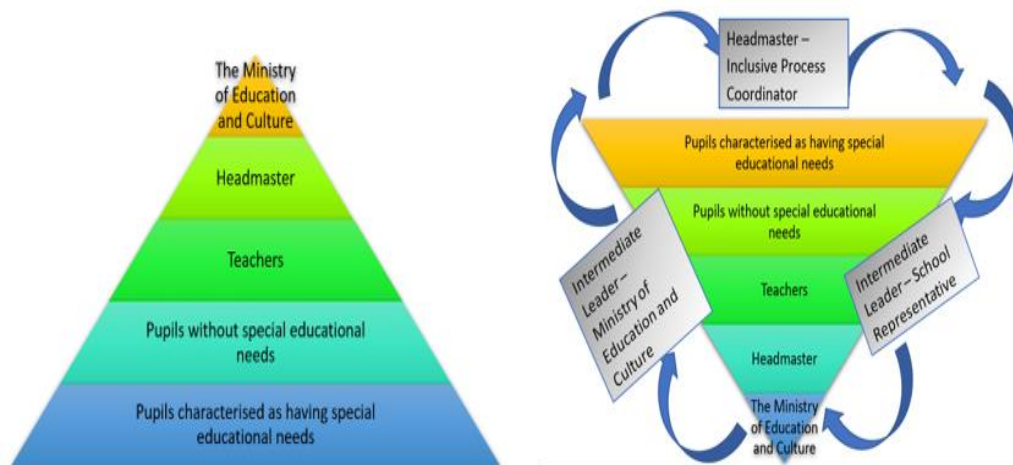 The Ministry
of Education
and Culture
Headmaster
Teachers
Pupils without special educational
needs
Pupils characterised as having special
educational needs
Headmaster –
Inclusive Process
Coordinator
Pupils characterised as having special
educational needs
Pupils without special educational
needs
Teachers
Headmaster
The Ministry
of Education
and Culture
Intermediate
Leader –
Ministry of
Education and
Culture
Intermediate
Leader – School
Representative